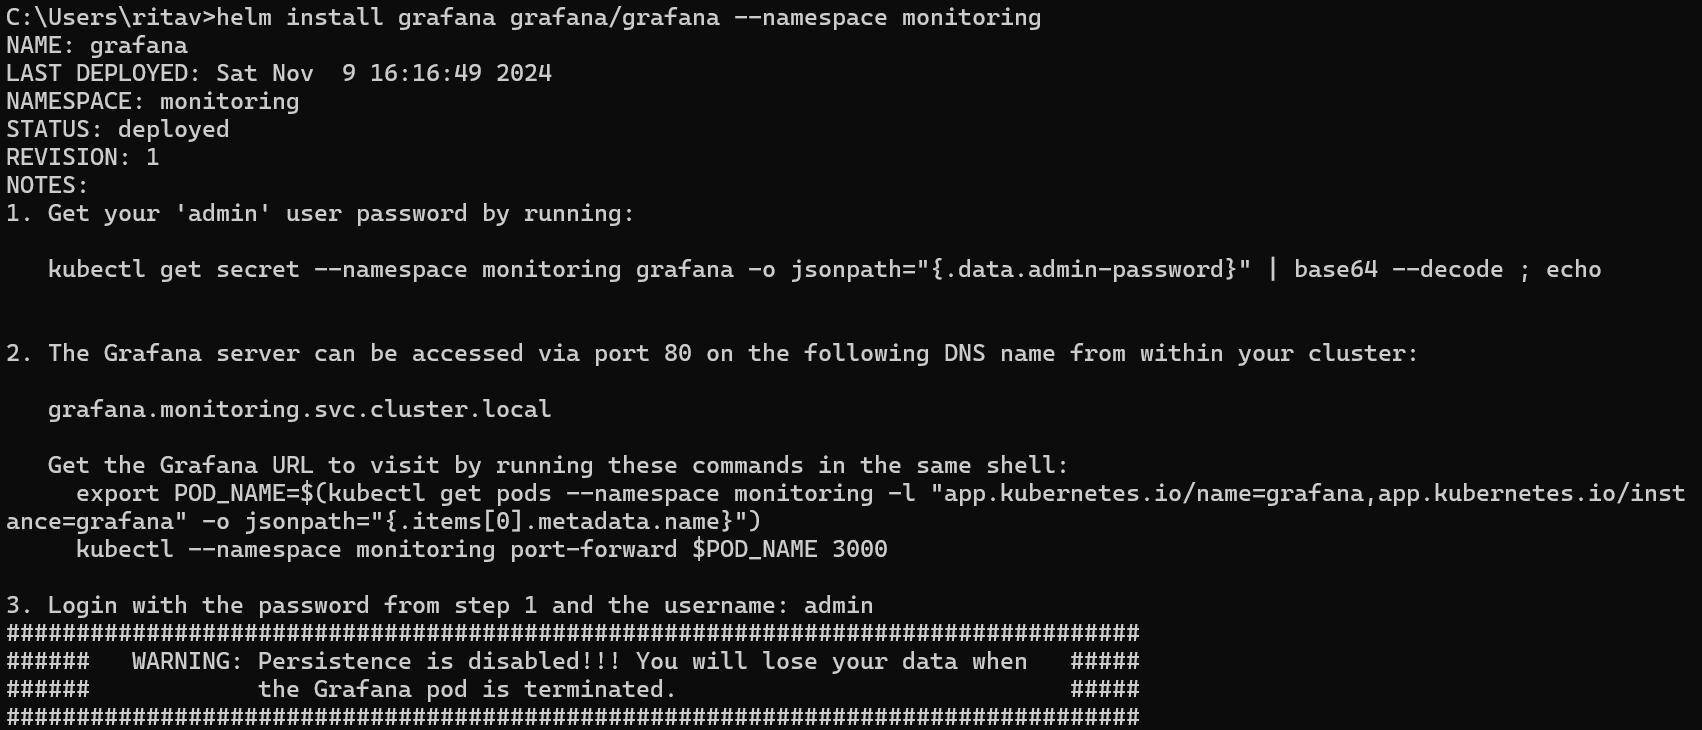 C:\Users\ritav>helm install grafana grafana/grafana --namespace monitoring
NAME: grafana
LAST DEPLOYED: Sat Nov  9 16:16:49 2024
NAMESPACE: monitoring
STATUS: deployed
REVISION: 1
NOTES:
1. Get your 'admin' user password by running:

   kubectl get secret --namespace monitoring grafana -o jsonpath="{.data.admin-password}" | base64 --decode ; echo


2. The Grafana server can be accessed via port 80 on the following DNS name from within your cluster:

   grafana.monitoring.svc.cluster.local

   Get the Grafana URL to visit by running these commands in the same shell:
     export POD_NAME=$(kubectl get pods --namespace monitoring -l "app.kubernetes.io/name=grafana,app.kubernetes.io/inst
ance=grafana" -o jsonpath="{.items[0].metadata.name}")
     kubectl --namespace monitoring port-forward $POD_NAME 3000

3. Login with the password from step 1 and the username: admin
#################################################################################
######   WARNING: Persistence is disabled!!! You will lose your data when   #####
######            the Grafana pod is terminated.                            #####
#################################################################################